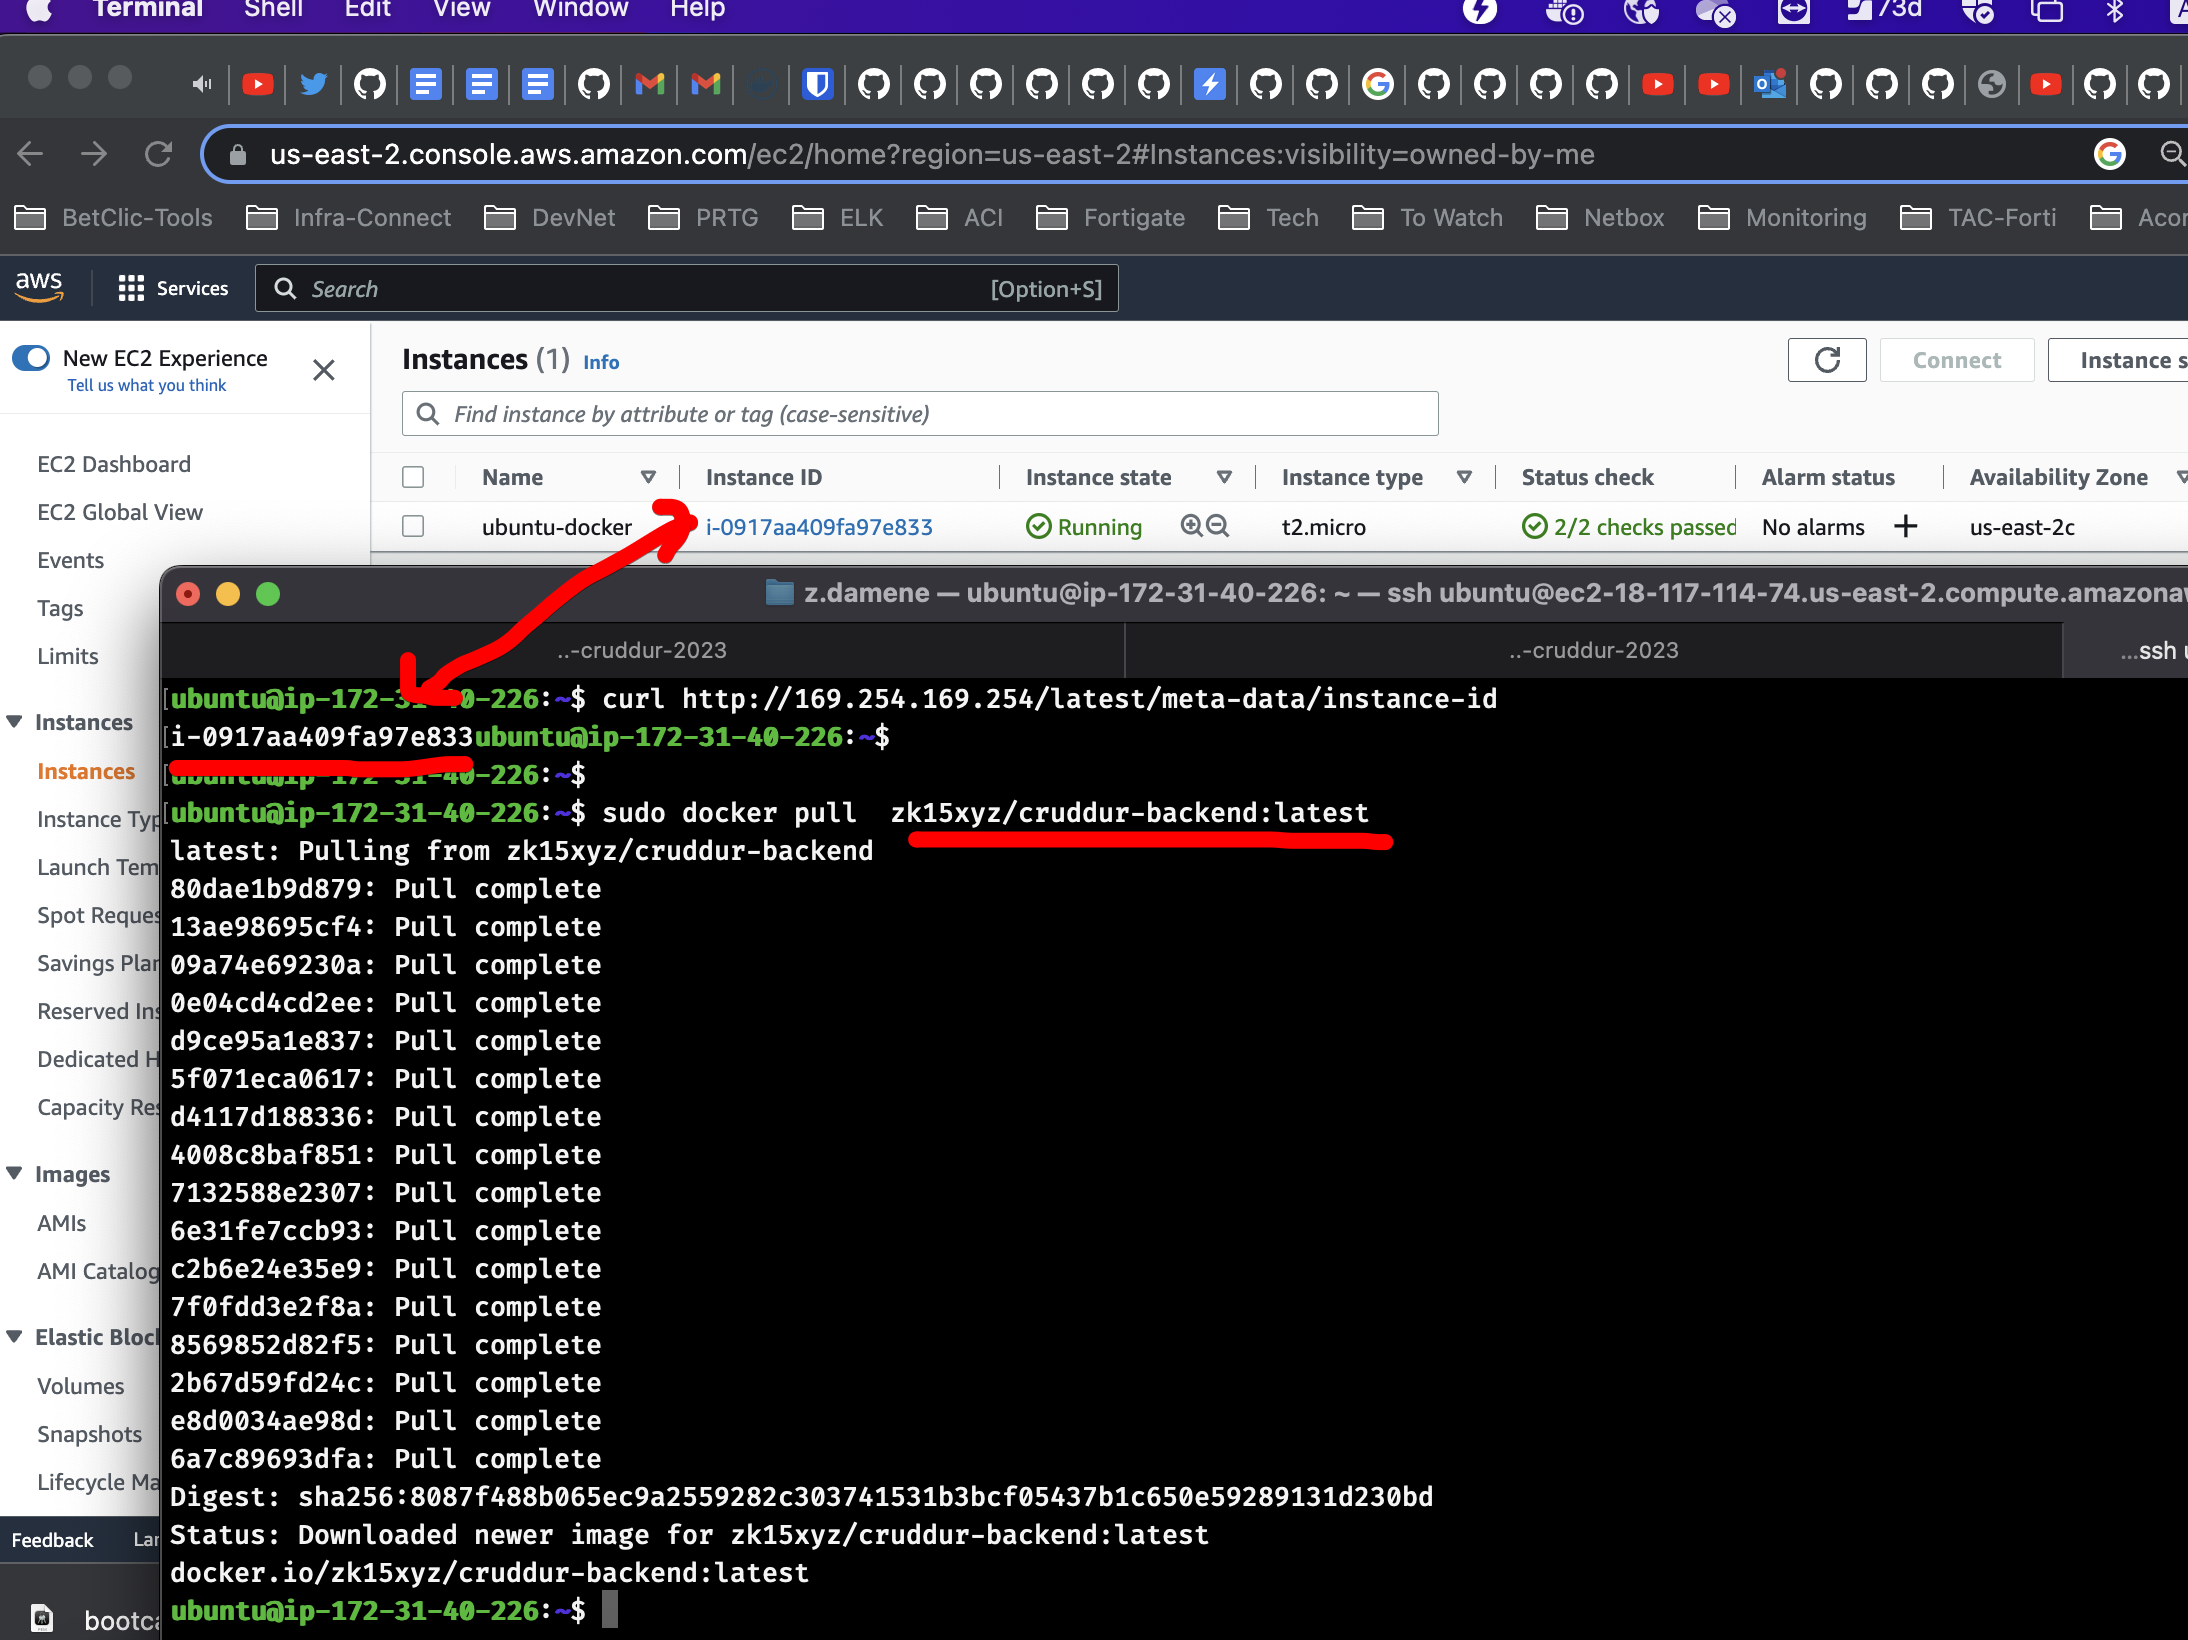 Terminal Shell Edit View Window Help 73d
us-east-2.console.aws.amazon.com/ec2/home?region=us-east-2#Instances:visibility=owned-by-me
BetClic-Tools Infra-Connect DevNet PRTG ELK ACI Fortigate Tech To Watch Netbox Monitoring TAC-Forti Acor
aws Services Search [Option+S]
New EC2 Experience
Tell us what you think
EC2 Dashboard
EC2 Global View
Events
Tags
Limits
Instances
Instances
Instance Typ
Launch Tem
Spot Reques
Savings Plan
Reserved Ins
Dedicated H
Capacity Res
Images
AMIs
AMI Catalog
Elastic Block
Volumes
Snapshots
Lifecycle Ma
Feedback Lan
bootca
Instances (1) Info
Connect Instance s
Find instance by attribute or tag (case-sensitive)
Name Instance ID Instance state Instance type Status check Alarm status Availability Zone
ubuntu-docker i-0917aa409fa97e833 Running t2.micro 2/2 checks passed No alarms + us-east-2c
z.damene — ubuntu@ip-172-31-40-226: ~ — ssh ubuntu@ec2-18-117-114-74.us-east-2.compute.amazonaw
..-cruddur-2023 ..-cruddur-2023 ...ssh u
[ubuntu@ip-172-31-40-226:~$ curl http://169.254.169.254/latest/meta-data/instance-id
[i-0917aa409fa97e833ubuntu@ip-172-31-40-226:~$
[ubuntu@ip-172-31-40-226:~$
[ubuntu@ip-172-31-40-226:~$ sudo docker pull  zk15xyz/cruddur-backend:latest
latest: Pulling from zk15xyz/cruddur-backend
80dae1b9d879: Pull complete
13ae98695cf4: Pull complete
09a74e69230a: Pull complete
0e04cd4cd2ee: Pull complete
d9ce95a1e837: Pull complete
5f071eca0617: Pull complete
d4117d188336: Pull complete
4008c8baf851: Pull complete
7132588e2307: Pull complete
6e31fe7ccb93: Pull complete
c2b6e24e35e9: Pull complete
7f0fdd3e2f8a: Pull complete
8569852d82f5: Pull complete
2b67d59fd24c: Pull complete
e8d0034ae98d: Pull complete
6a7c89693dfa: Pull complete
Digest: sha256:8087f488b065ec9a2559282c303741531b3bcf05437b1c650e59289131d230bd
Status: Downloaded newer image for zk15xyz/cruddur-backend:latest
docker.io/zk15xyz/cruddur-backend:latest
ubuntu@ip-172-31-40-226:~$